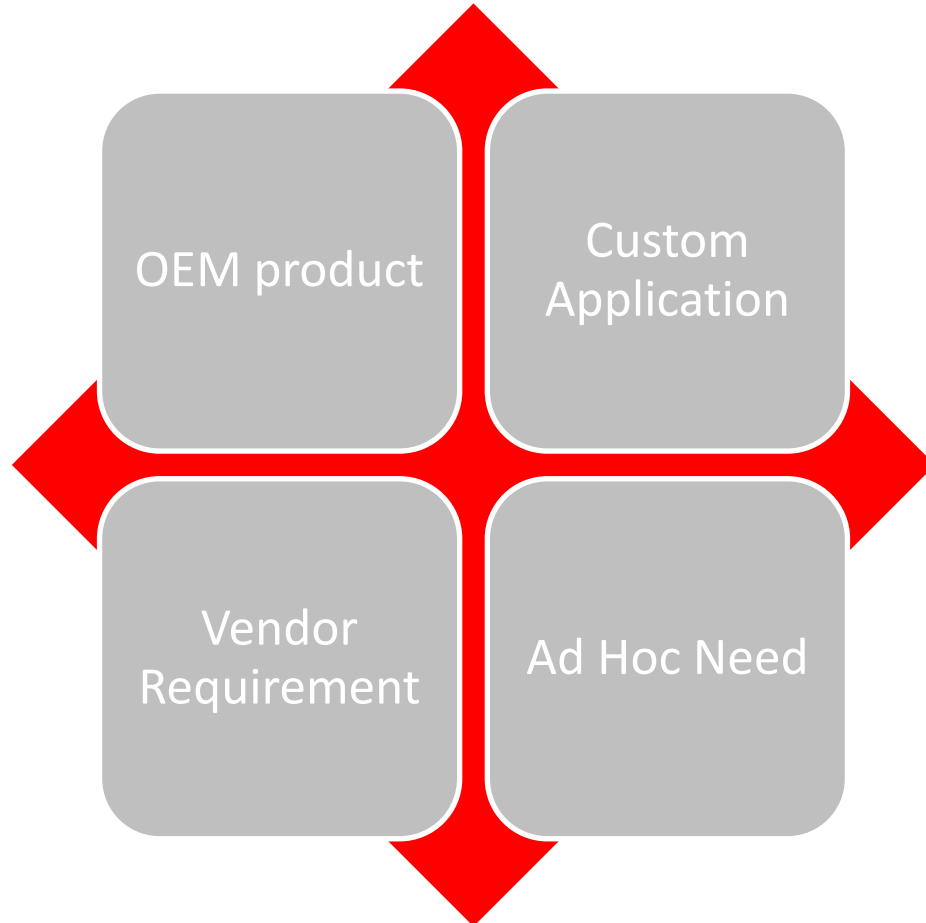 OEM product
Custom
Application
Vendor
Requirement
Ad Hoc Need